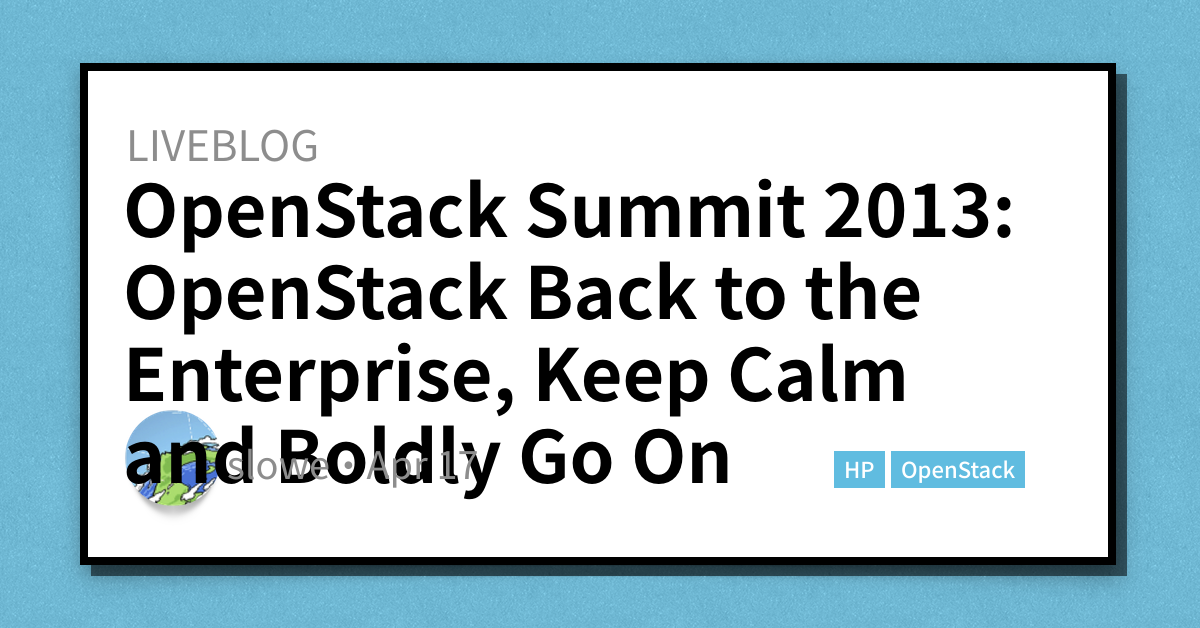 LIVEBLOG
OpenStack Summit 2013:
OpenStack Back to the
Enterprise, Keep Calm
and Boldly Go On
slowe • Apr 17
HP OpenStack